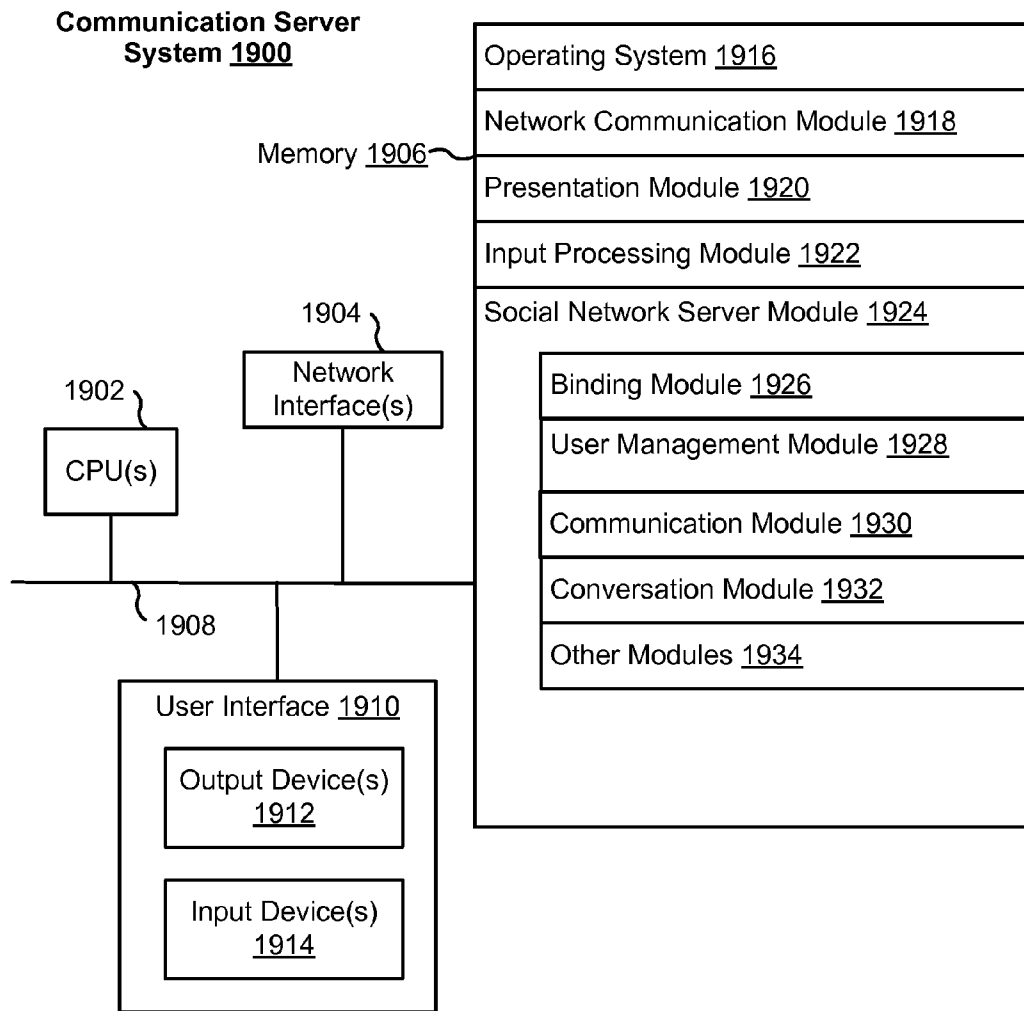 Communication Server
System 1900
Operating System 1916
Network Communication Module 1918
Memory 1906
Presentation Module 1920
Input Processing Module 1922
Social Network Server Module 1924
1904
Network
Interface(s)
1902
CPU(s)
Binding Module 1926
User Management Module 1928
Communication Module 1930
Conversation Module 1932
Other Modules 1934
1908
User Interface 1910
Output Device(s)
1912
Input Device(s)
1914